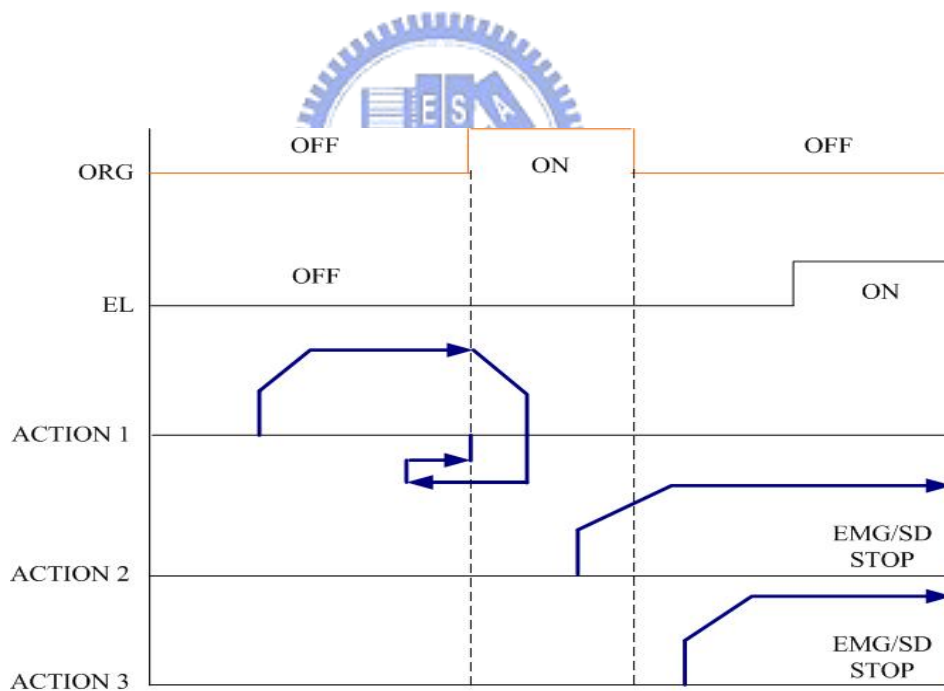 E S A
OFF
OFF
ORG
ON
OFF
EL
ON
ACTION 1
EMG/SD
STOP
ACTION 2
EMG/SD
STOP
ACTION 3